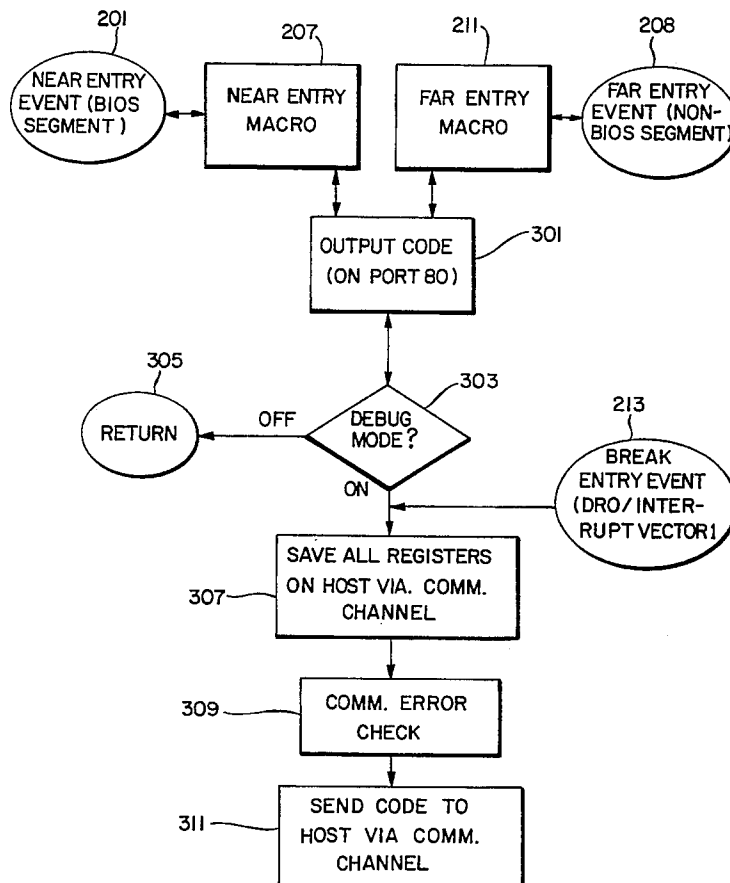 201
207
211
208
NEAR ENTRY
EVENT (BIOS
SEGMENT)
NEAR ENTRY
MACRO
FAR ENTRY
MACRO
FAR ENTRY
EVENT (NON-
BIOS SEGMENT)
OUTPUT CODE
(ON PORT 80)
301
305
303
RETURN
OFF
DEBUG
MODE?
ON
213
BREAK
ENTRY EVENT
(DRO/INTER-
RUPT VECTOR1
SAVE ALL REGISTERS
ON HOST VIA. COMM.
CHANNEL
307
COMM. ERROR
CHECK
309
SEND CODE TO
HOST VIA COMM.
CHANNEL
311